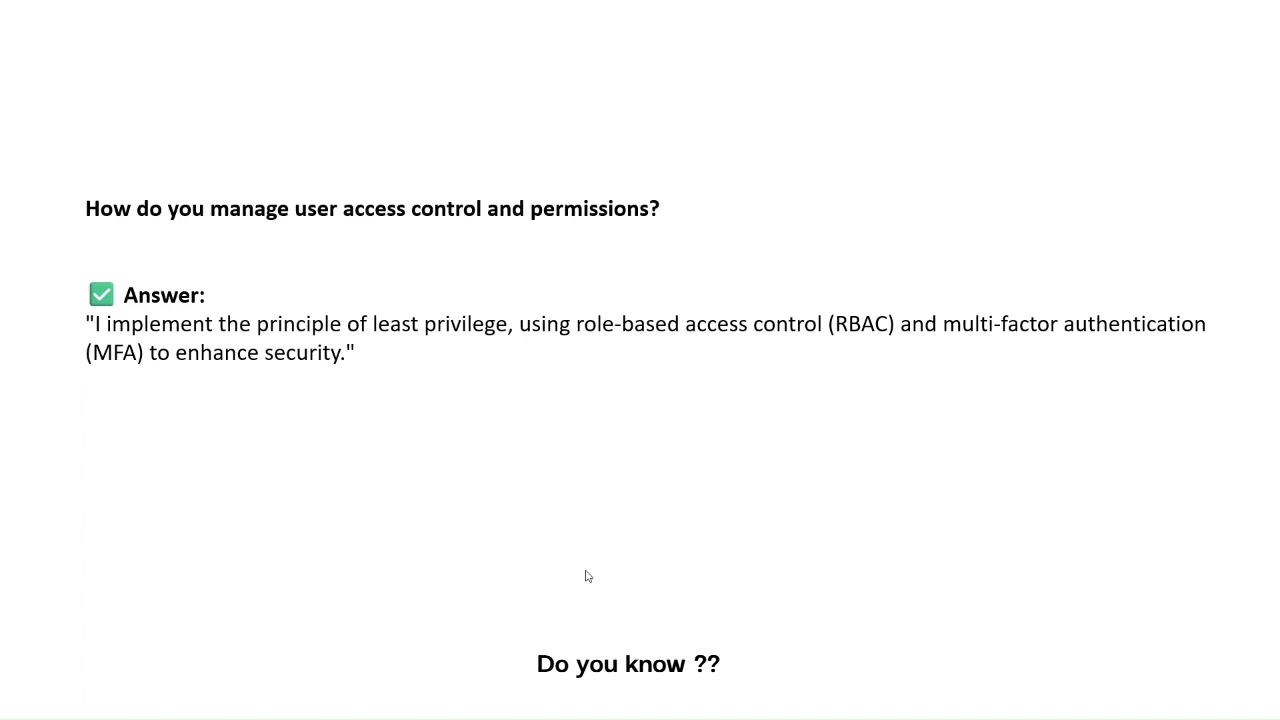 How do you manage user access control and permissions?
✅ Answer:
"I implement the principle of least privilege, using role-based access control (RBAC) and multi-factor authentication
(MFA) to enhance security."
Do you know ??